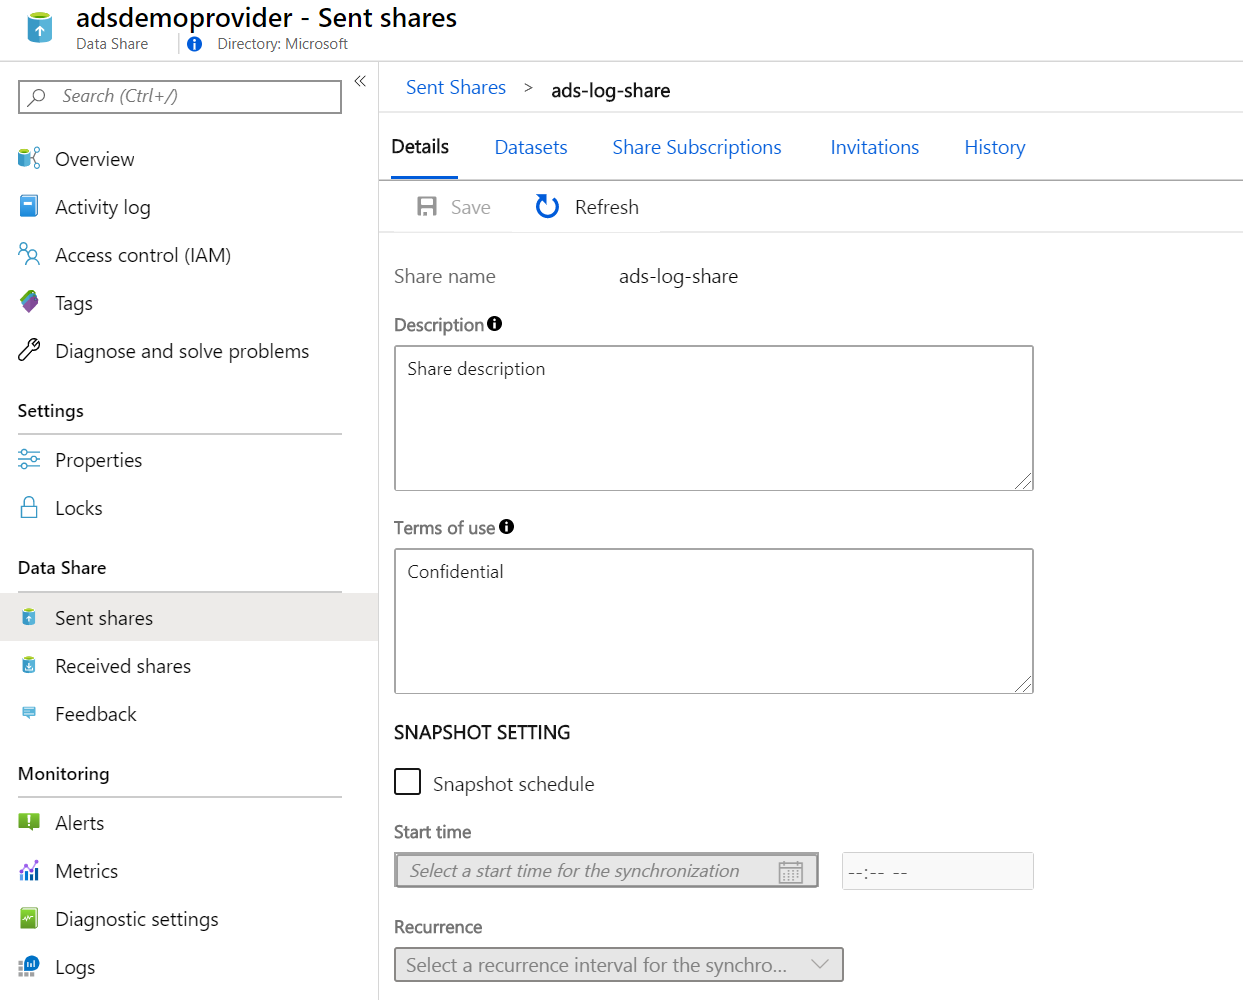 adsdemoprovider - Sent shares
Data Share
Directory: Microsoft
Search (Ctrl+/)
Overview
Activity log
Access control (IAM)
Tags
Diagnose and solve problems
Settings
Properties
Locks
Data Share
Sent shares
Received shares
Feedback
Monitoring
Alerts
Metrics
Diagnostic settings
Logs
Sent Shares > ads-log-share
Details Datasets Share Subscriptions Invitations History
Save Refresh
Share name ads-log-share
Description
Share description
Terms of use
Confidential
SNAPSHOT SETTING
Snapshot schedule
Start time
Select a start time for the synchronization --:-- --
Recurrence
Select a recurrence interval for the synchro...